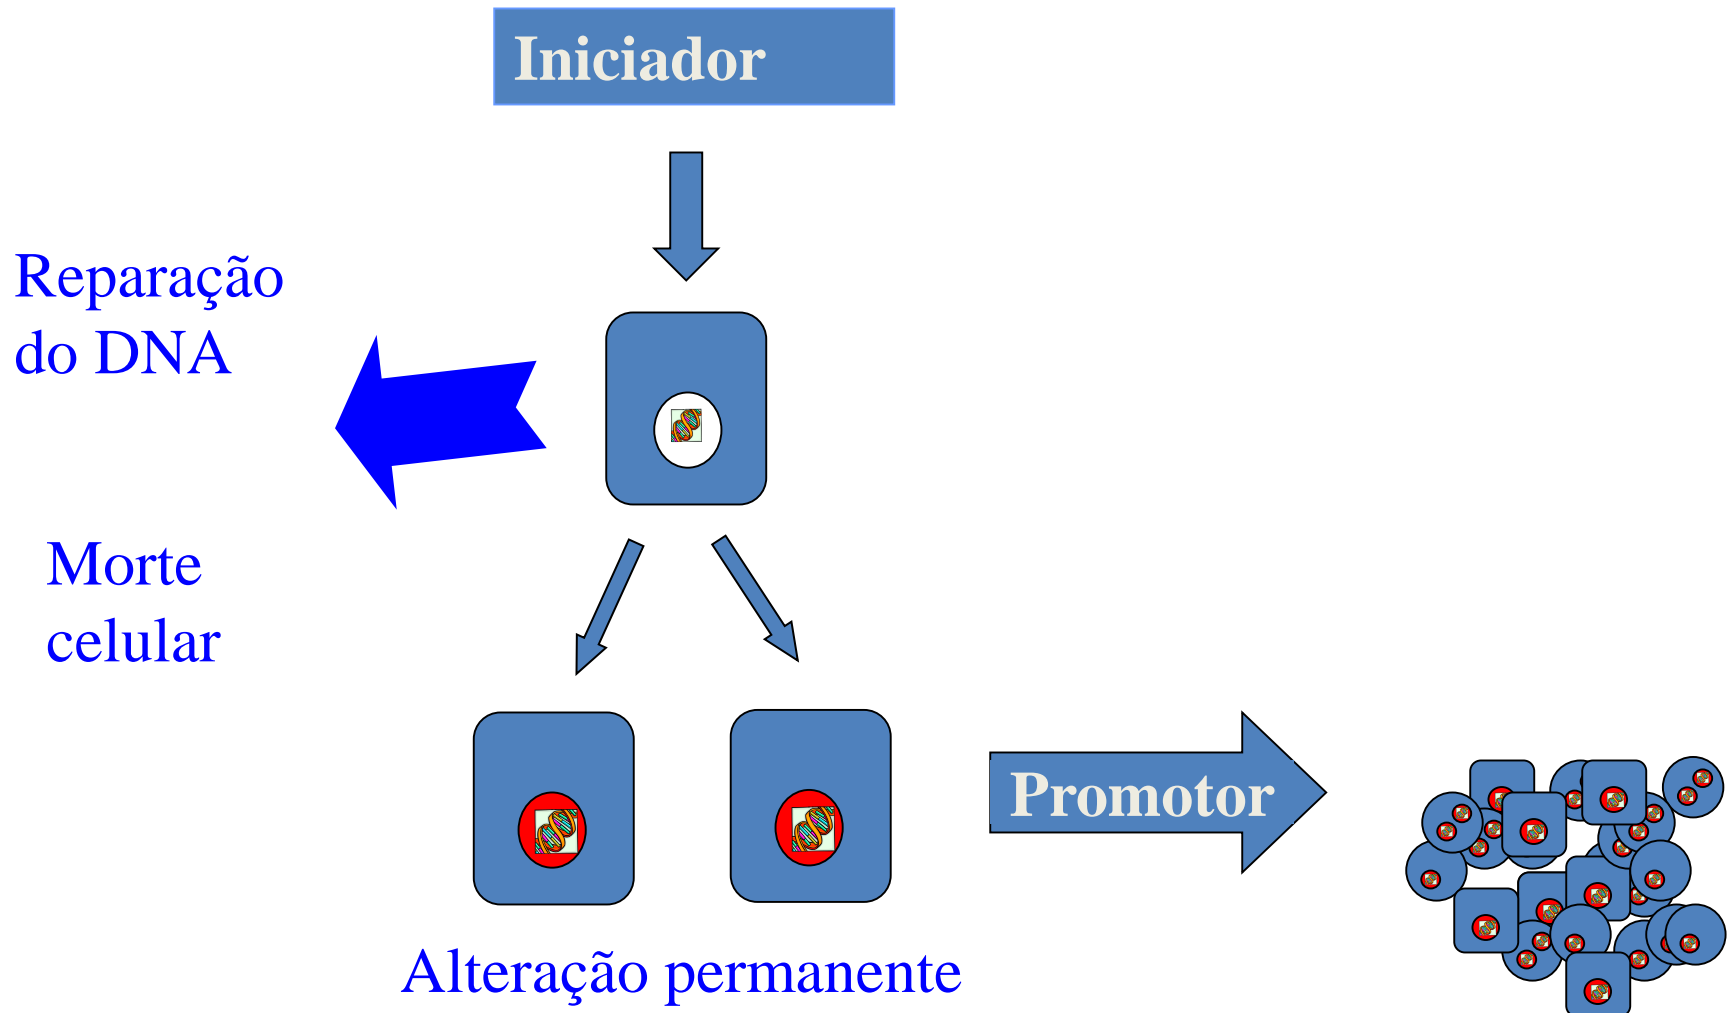 Iniciador
Reparação
do DNA
Morte
celular
Promotor
Alteração permanente